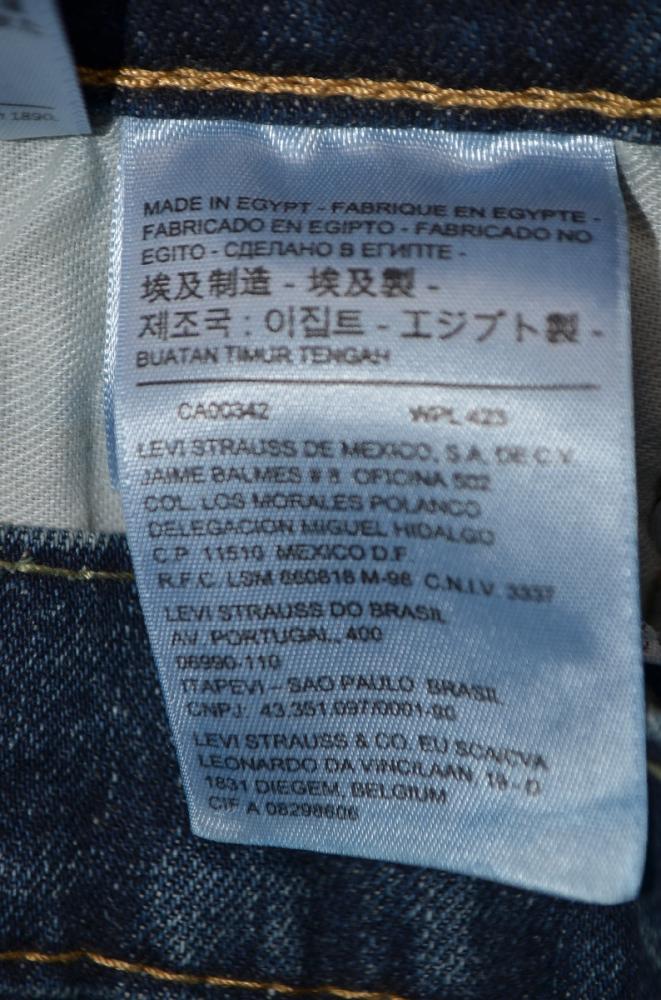 1890.
MADE IN EGYPT - FABRIQUE EN EGYPTE -
FABRICADO EN EGIPTO - FABRICADO NO
EGITO - СДЕЛАНО В ЕГИПТЕ -
埃及制造 - 埃及製 -
제조국 : 이집트 - エジプト製 -
BUATAN TIMUR TENGAH
CA00342 WPL 423
LEVI STRAUSS DE MEXICO, S.A. DE C.V.
JAIME BALMES # 8 OFICINA 502
COL. LOS MORALES POLANCO
DELEGACION MIGUEL HIDALGO
C.P. 11510 MEXICO D.F.
R.F.C. LSM 860818 M-98 C.N.I.V. 3337
LEVI STRAUSS DO BRASIL
AV. PORTUGAL, 400
06990-110
ITAPEVI – SAO PAULO BRASIL
CNPJ: 43.351.097/0001-90
LEVI STRAUSS & CO. EU SCA/CVA
LEONARDO DA VINCILAAN, 19 - D
1831 DIEGEM, BELGIUM
CIF A 08298606